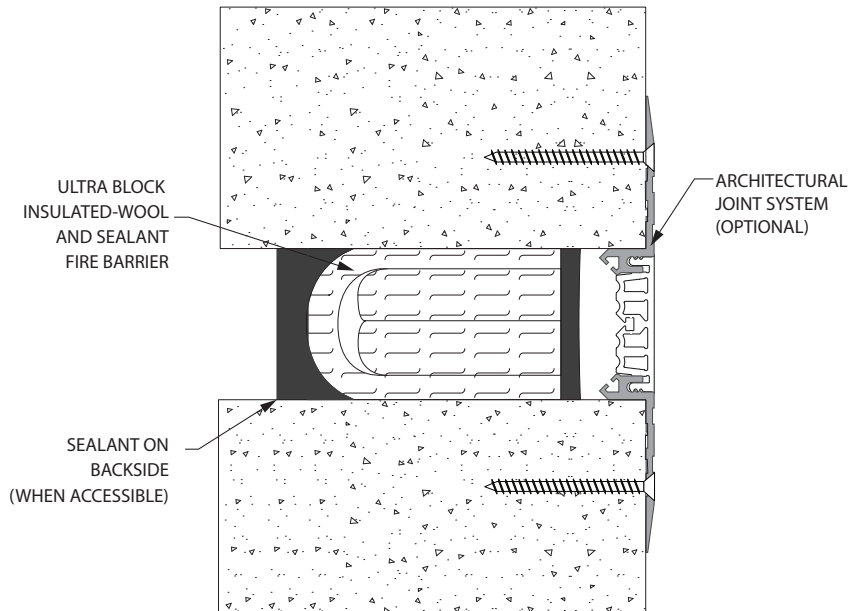 ULTRA BLOCK
INSULATED-WOOL
AND SEALANT
FIRE BARRIER
ARCHITECTURAL
JOINT SYSTEM
(OPTIONAL)
SEALANT ON
BACKSIDE
(WHEN ACCESSIBLE)